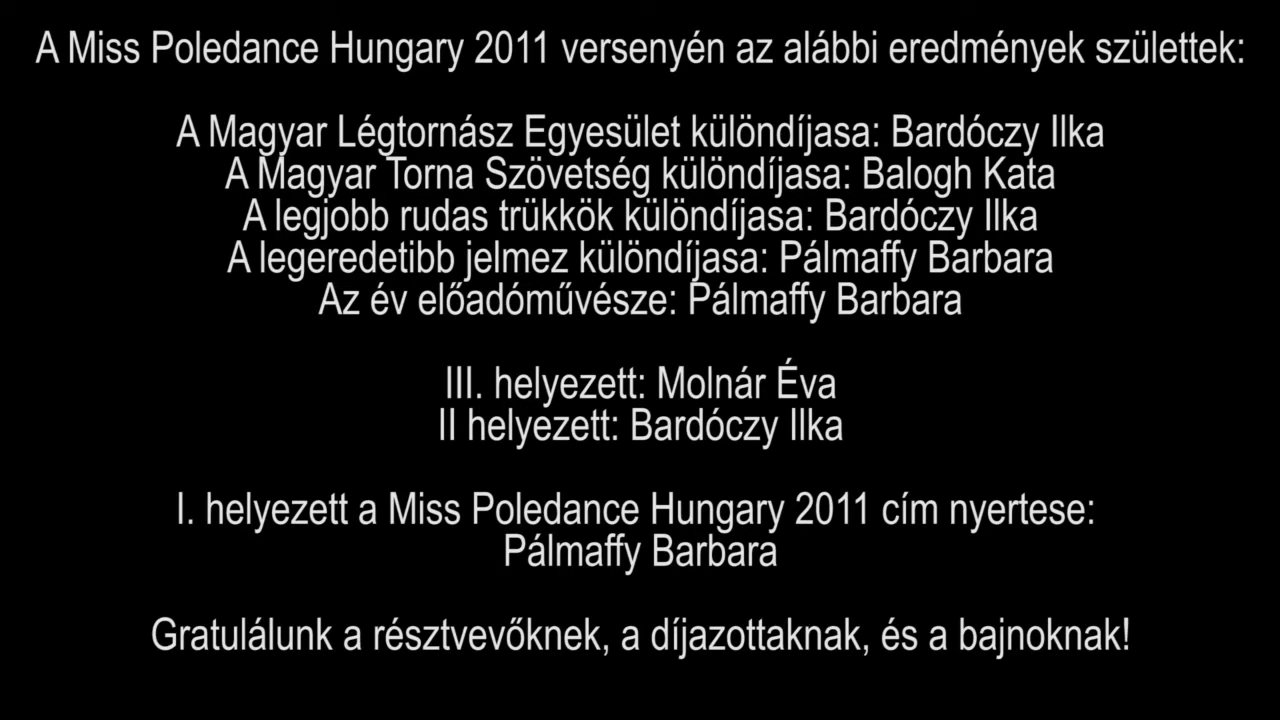 A Miss Poledance Hungary 2011 versenyén az alábbi eredmények születtek:
A Magyar Légtornász Egyesület különdíjasa: Bardóczy Ilka
A Magyar Torna Szövetség különdíjasa: Balogh Kata
A legjobb rudas trükkök különdíjasa: Bardóczy Ilka
A legeredetibb jelmez különdíjasa: Pálmaffy Barbara
Az év előadóművésze: Pálmaffy Barbara
III. helyezett: Molnár Éva
II helyezett: Bardóczy Ilka
I. helyezett a Miss Poledance Hungary 2011 cím nyertese:
Pálmaffy Barbara
Gratulálunk a résztvevőknek, a díjazottaknak, és a bajnoknak!